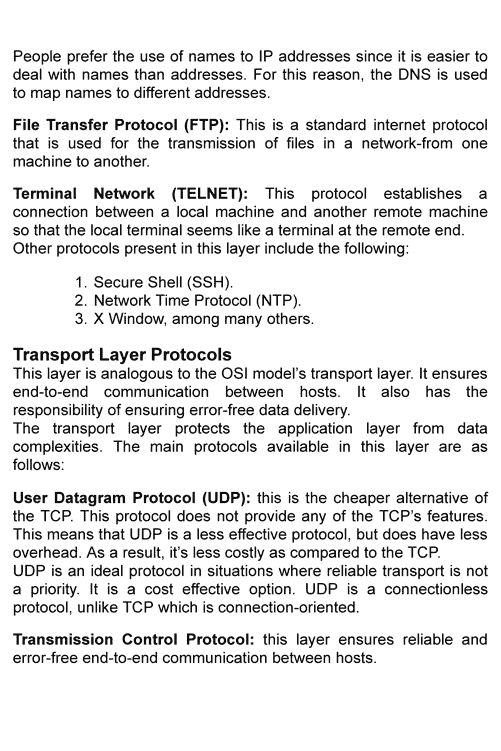 People prefer the use of names to IP addresses since it is easier to
deal with names than addresses. For this reason, the DNS is used
to map names to different addresses.
File Transfer Protocol (FTP): This is a standard internet protocol
that is used for the transmission of files in a network-from one
machine to another.
Terminal Network (TELNET): This protocol establishes a
connection between a local machine and another remote machine
so that the local terminal seems like a terminal at the remote end.
Other protocols present in this layer include the following:
1. Secure Shell (SSH).
2. Network Time Protocol (NTP).
3. X Window, among many others.
Transport Layer Protocols
This layer is analogous to the OSI model’s transport layer. It ensures
end-to-end communication between hosts. It also has the
responsibility of ensuring error-free data delivery.
The transport layer protects the application layer from data
complexities. The main protocols available in this layer are as
follows:
User Datagram Protocol (UDP): this is the cheaper alternative of
the TCP. This protocol does not provide any of the TCP’s features.
This means that UDP is a less effective protocol, but does have less
overhead. As a result, it’s less costly as compared to the TCP.
UDP is an ideal protocol in situations where reliable transport is not
a priority. It is a cost effective option. UDP is a connectionless
protocol, unlike TCP which is connection-oriented.
Transmission Control Protocol: this layer ensures reliable and
error-free end-to-end communication between hosts.